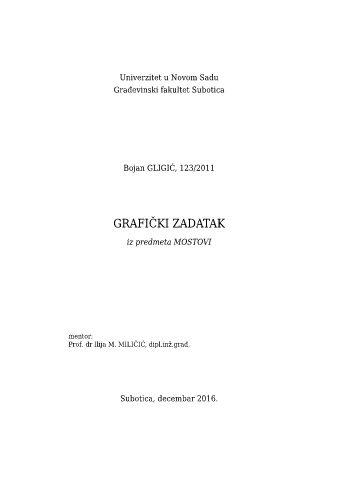 Univerzitet u Novom Sadu
Građevinski fakultet Subotica
Bojan GLIGIĆ, 123/2011
GRAFIČKI ZADATAK
iz predmeta MOSTOVI
mentor:
Prof. dr Ilija M. MILIČIĆ, dipl.inž.građ.
Subotica, decembar 2016.